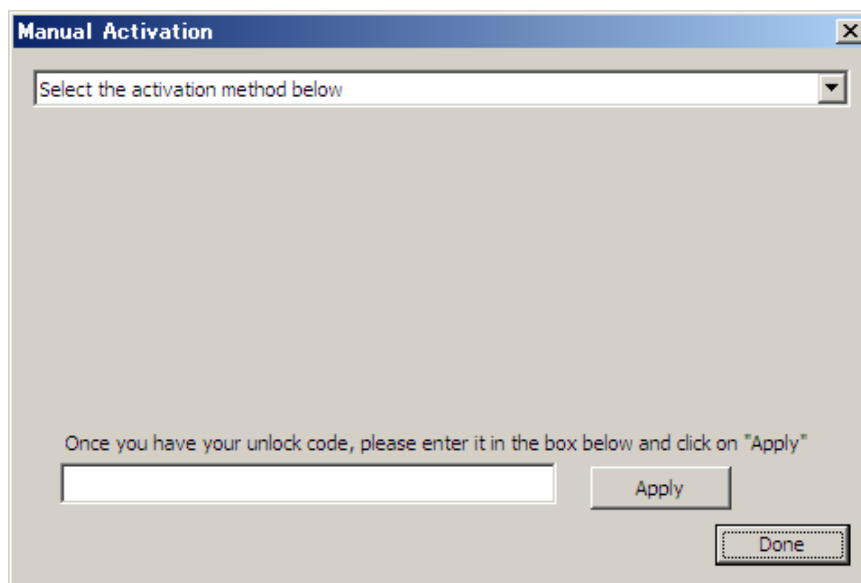 Manual Activation
Select the activation method below
Once you have your unlock code, please enter it in the box below and click on "Apply"
Apply
Done